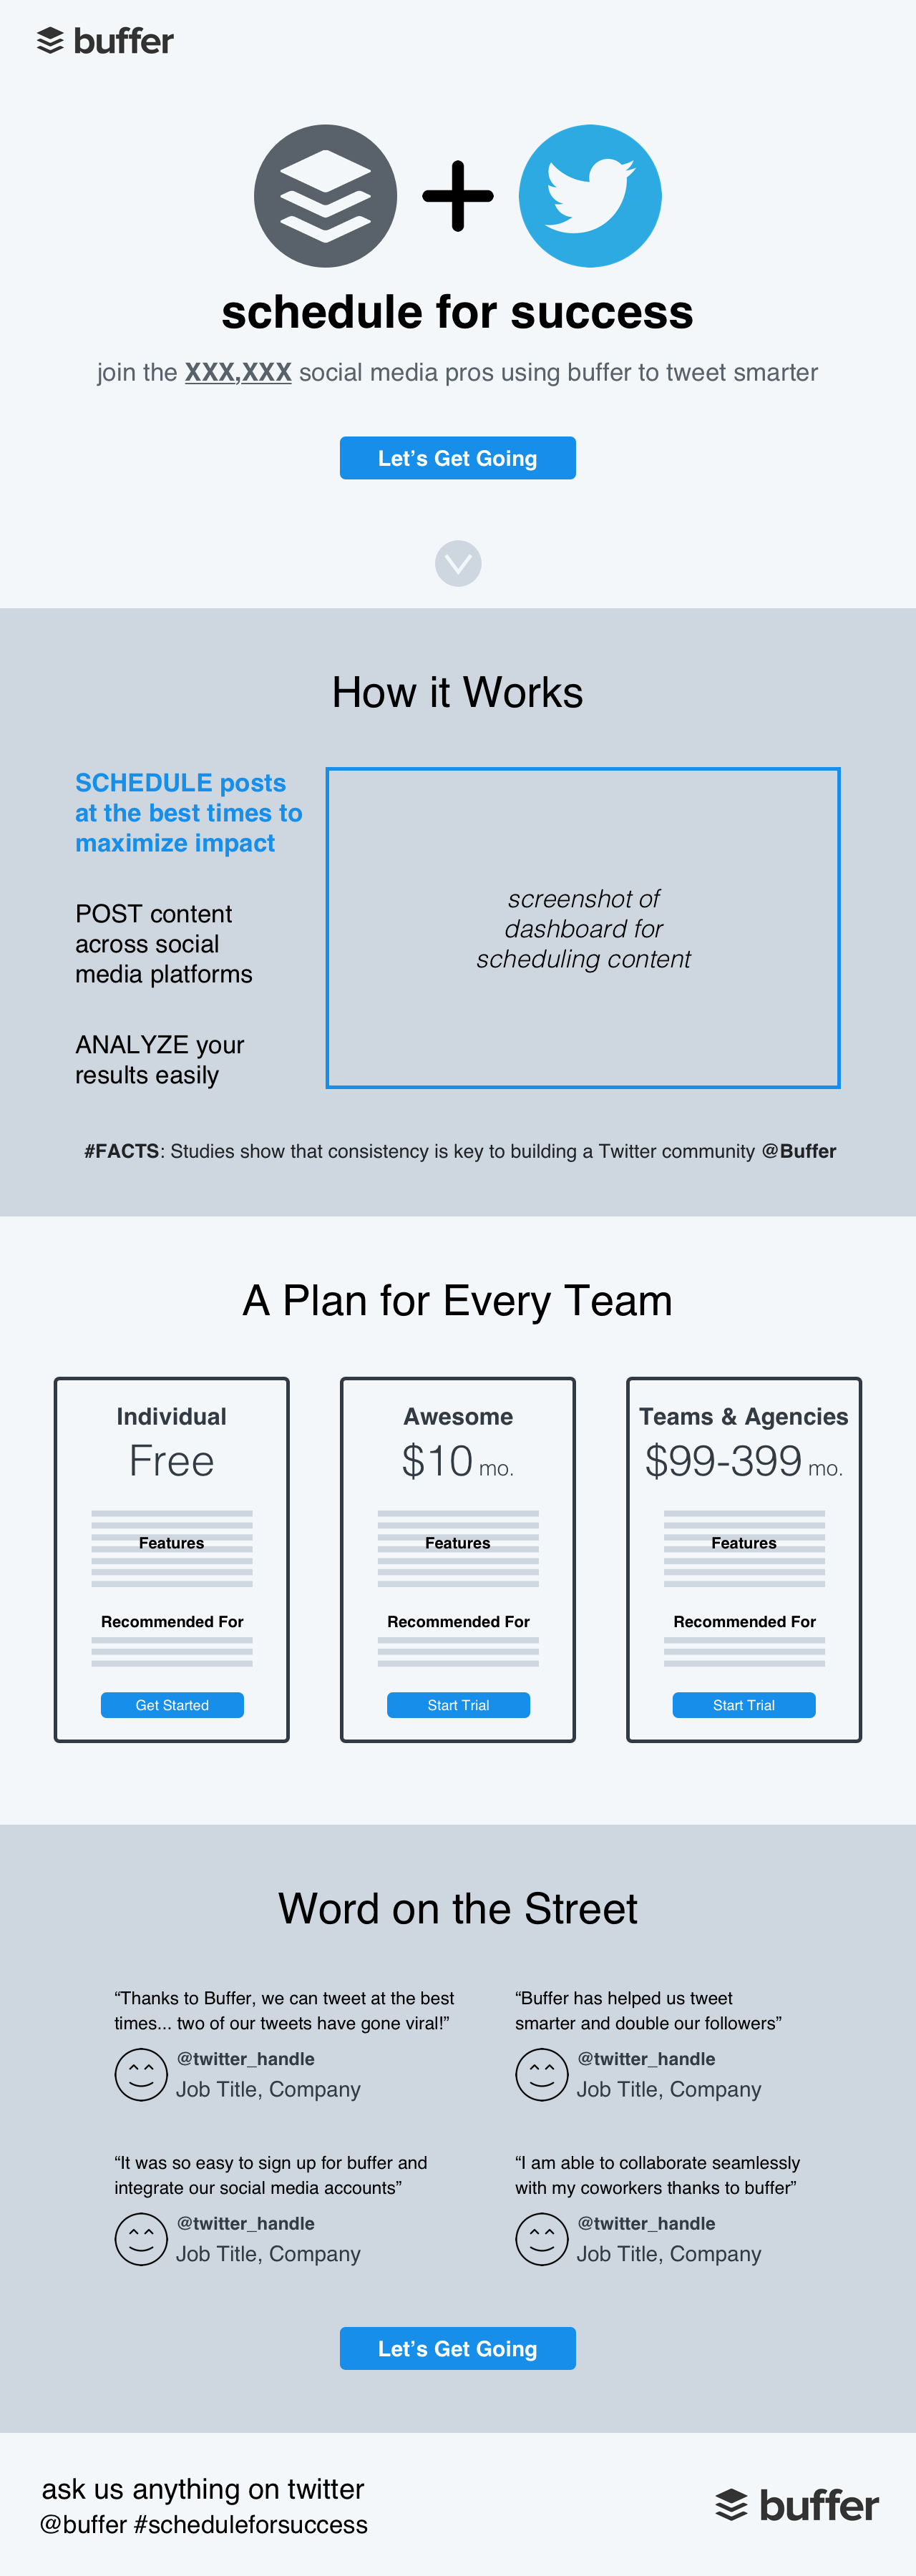 buffer
schedule for success
join the XXX,XXX social media pros using buffer to tweet smarter
Let’s Get Going
How it Works
SCHEDULE posts
at the best times to
maximize impact
POST content
across social
media platforms
ANALYZE your
results easily
screenshot of
dashboard for
scheduling content
#FACTS: Studies show that consistency is key to building a Twitter community @Buffer
A Plan for Every Team
Individual
Free
Features
Recommended For
Get Started
Awesome
$10 mo.
Features
Recommended For
Start Trial
Teams & Agencies
$99-399 mo.
Features
Recommended For
Start Trial
Word on the Street
“Thanks to Buffer, we can tweet at the best
times... two of our tweets have gone viral!”
@twitter_handle
Job Title, Company
“Buffer has helped us tweet
smarter and double our followers”
@twitter_handle
Job Title, Company
“It was so easy to sign up for buffer and
integrate our social media accounts”
@twitter_handle
Job Title, Company
“I am able to collaborate seamlessly
with my coworkers thanks to buffer”
@twitter_handle
Job Title, Company
Let’s Get Going
ask us anything on twitter
@buffer #scheduleforsuccess
buffer